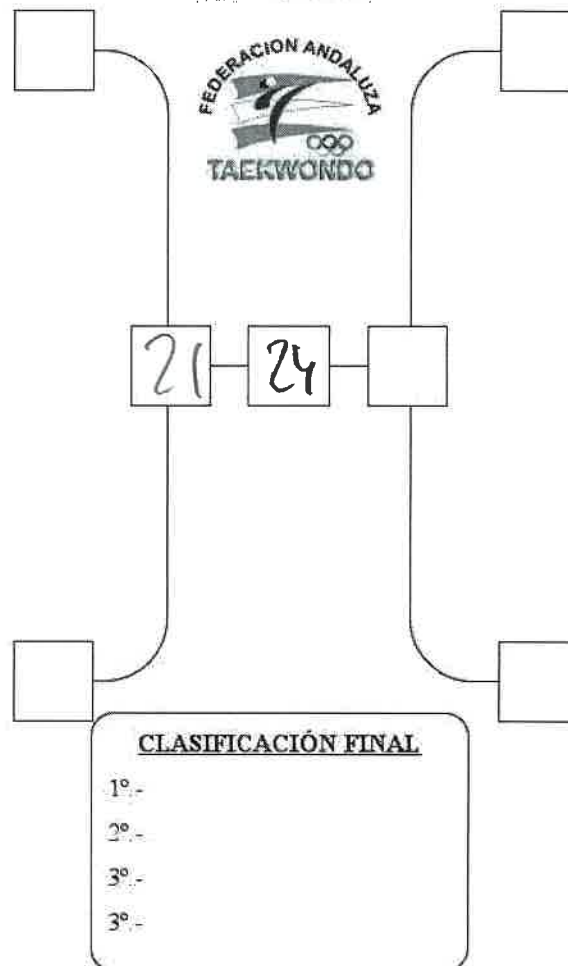 FEDERACION ANDALUZA
TAEKWONDO
21 24
CLASIFICACIÓN FINAL
1º.-
2º.-
3º.-
3º.-